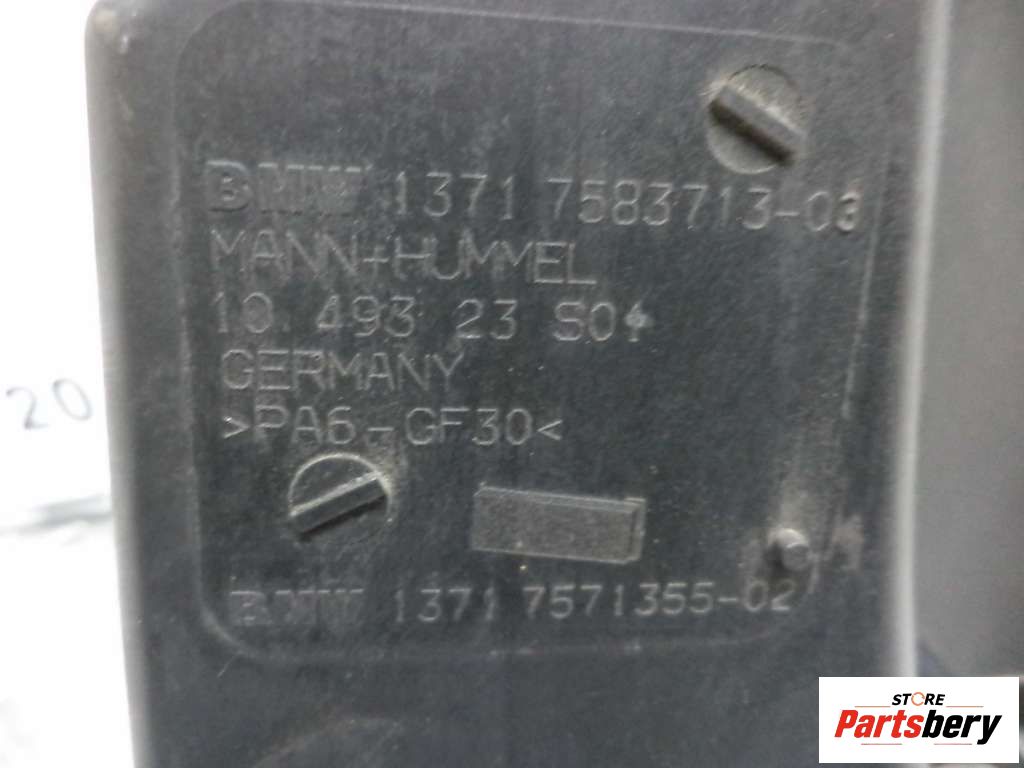 BMW 1371 7583713-03
MANN+HUMMEL
10. 493 23 S01
GERMANY
>PA6-GF30<
20
BMW 1371 7571355-02
STORE
Partsbery